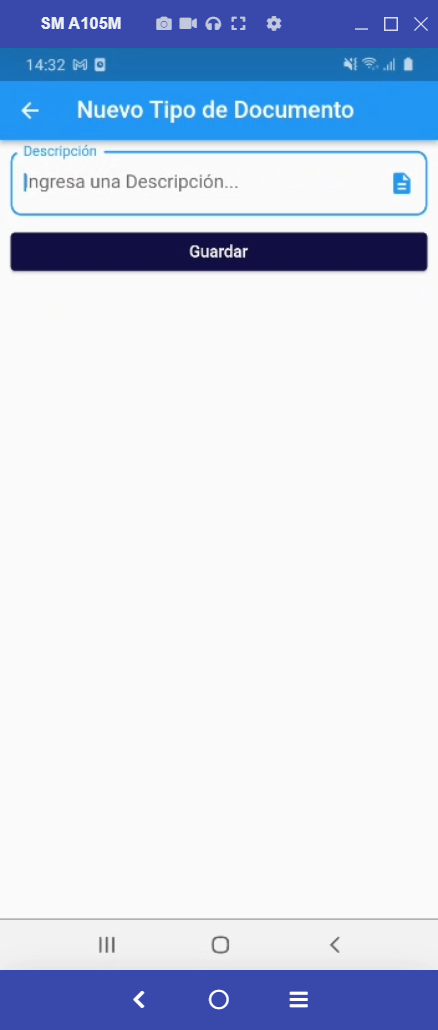 SM A105M
14:32
Nuevo Tipo de Documento
Descripción
Ingresa una Descripción...
Guardar